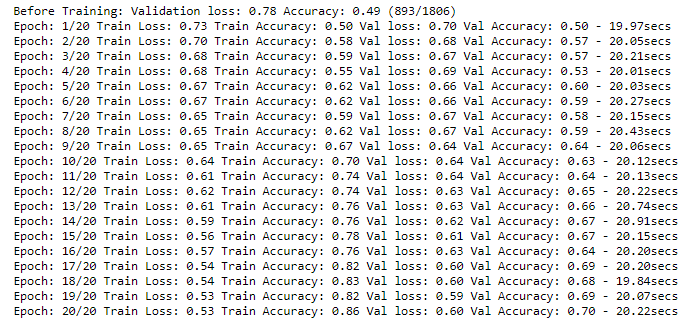 Before Training: Validation loss: 0.78 Accuracy: 0.49 (893/1806)
Epoch: 1/20 Train Loss: 0.73 Train Accuracy: 0.50 Val loss: 0.70 Val Accuracy: 0.50 - 19.97secs
Epoch: 2/20 Train Loss: 0.70 Train Accuracy: 0.58 Val loss: 0.68 Val Accuracy: 0.57 - 20.05secs
Epoch: 3/20 Train Loss: 0.68 Train Accuracy: 0.59 Val loss: 0.67 Val Accuracy: 0.57 - 20.21secs
Epoch: 4/20 Train Loss: 0.68 Train Accuracy: 0.55 Val loss: 0.69 Val Accuracy: 0.53 - 20.01secs
Epoch: 5/20 Train Loss: 0.67 Train Accuracy: 0.62 Val loss: 0.66 Val Accuracy: 0.60 - 20.03secs
Epoch: 6/20 Train Loss: 0.67 Train Accuracy: 0.62 Val loss: 0.66 Val Accuracy: 0.59 - 20.27secs
Epoch: 7/20 Train Loss: 0.65 Train Accuracy: 0.59 Val loss: 0.67 Val Accuracy: 0.58 - 20.15secs
Epoch: 8/20 Train Loss: 0.65 Train Accuracy: 0.62 Val loss: 0.67 Val Accuracy: 0.59 - 20.43secs
Epoch: 9/20 Train Loss: 0.65 Train Accuracy: 0.67 Val loss: 0.64 Val Accuracy: 0.64 - 20.06secs
Epoch: 10/20 Train Loss: 0.64 Train Accuracy: 0.70 Val loss: 0.64 Val Accuracy: 0.63 - 20.12secs
Epoch: 11/20 Train Loss: 0.61 Train Accuracy: 0.74 Val loss: 0.64 Val Accuracy: 0.64 - 20.13secs
Epoch: 12/20 Train Loss: 0.62 Train Accuracy: 0.74 Val loss: 0.63 Val Accuracy: 0.65 - 20.22secs
Epoch: 13/20 Train Loss: 0.61 Train Accuracy: 0.76 Val loss: 0.63 Val Accuracy: 0.66 - 20.74secs
Epoch: 14/20 Train Loss: 0.59 Train Accuracy: 0.76 Val loss: 0.62 Val Accuracy: 0.67 - 20.91secs
Epoch: 15/20 Train Loss: 0.56 Train Accuracy: 0.78 Val loss: 0.61 Val Accuracy: 0.67 - 20.15secs
Epoch: 16/20 Train Loss: 0.57 Train Accuracy: 0.76 Val loss: 0.63 Val Accuracy: 0.64 - 20.20secs
Epoch: 17/20 Train Loss: 0.54 Train Accuracy: 0.82 Val loss: 0.60 Val Accuracy: 0.69 - 20.20secs
Epoch: 18/20 Train Loss: 0.54 Train Accuracy: 0.83 Val loss: 0.60 Val Accuracy: 0.68 - 19.84secs
Epoch: 19/20 Train Loss: 0.53 Train Accuracy: 0.82 Val loss: 0.59 Val Accuracy: 0.69 - 20.07secs
Epoch: 20/20 Train Loss: 0.53 Train Accuracy: 0.86 Val loss: 0.60 Val Accuracy: 0.70 - 20.22secs